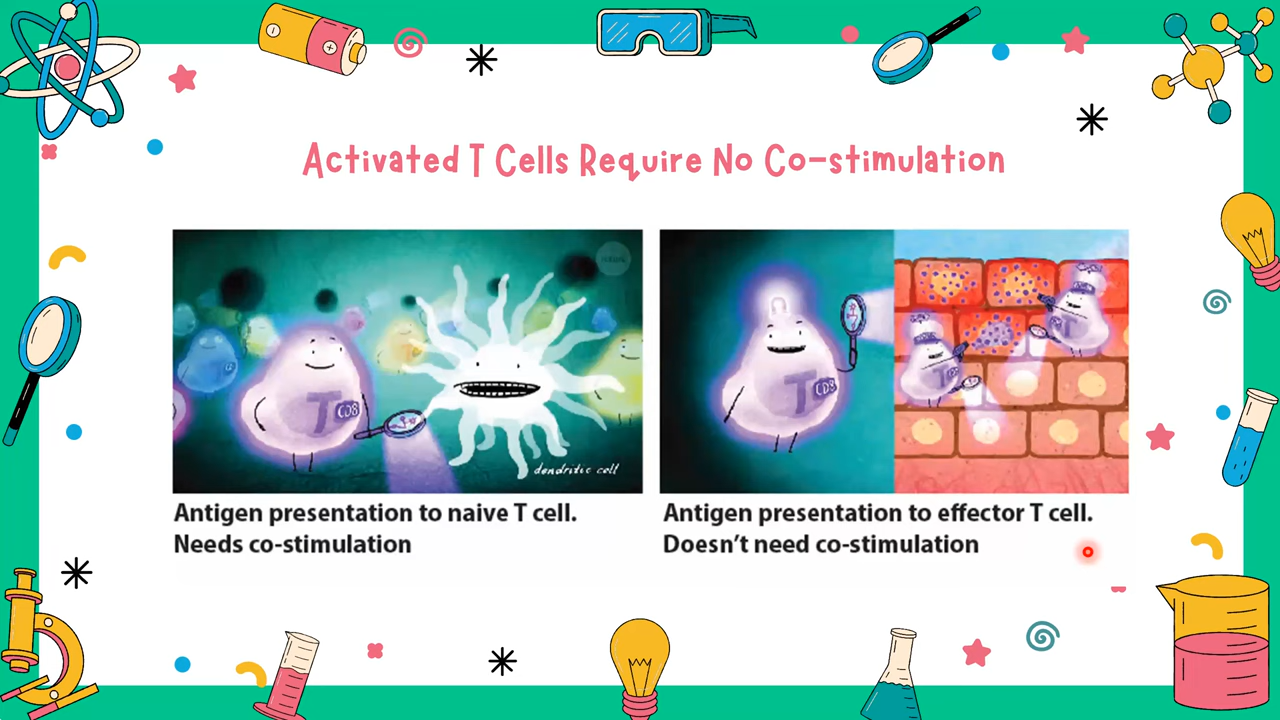 Activated T Cells Require No Co-stimulation
T
CD8
dendritic cell
T
CD8
T
T
Antigen presentation to naive T cell.
Needs co-stimulation
Antigen presentation to effector T cell.
Doesn't need co-stimulation